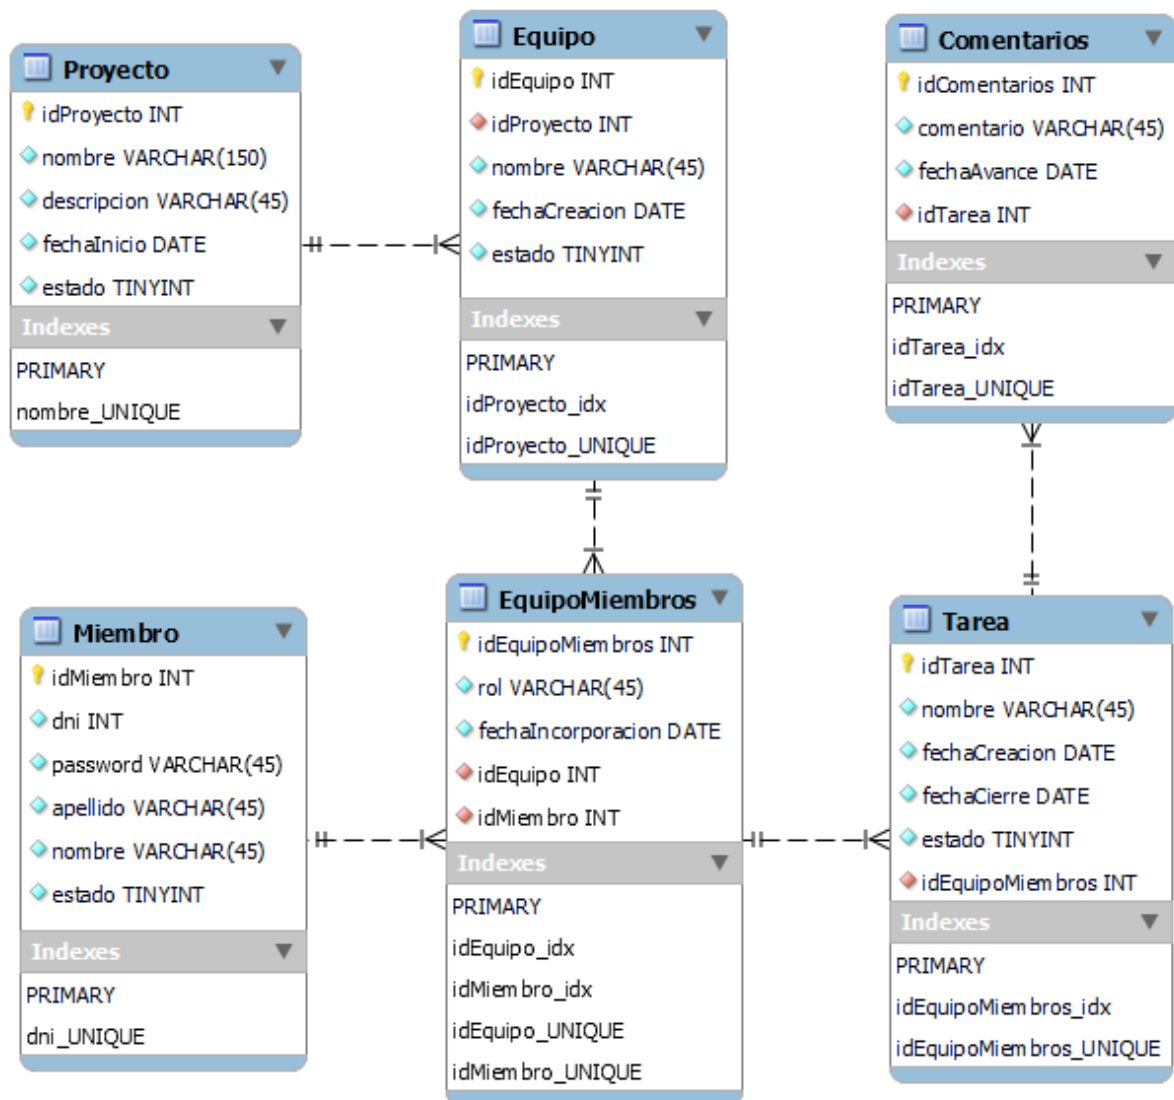 Proyecto
idProyecto INT
nombre VARCHAR(150)
descripcion VARCHAR(45)
fechaInicio DATE
estado TINYINT
Indexes
PRIMARY
nombre_UNIQUE
Equipo
idEquipo INT
idProyecto INT
nombre VARCHAR(45)
fechaCreacion DATE
estado TINYINT
Indexes
PRIMARY
idProyecto_idx
idProyecto_UNIQUE
Comentarios
idComentarios INT
comentario VARCHAR(45)
fechaAvance DATE
idTarea INT
Indexes
PRIMARY
idTarea_idx
idTarea_UNIQUE
Miembro
idMiembro INT
dni INT
password VARCHAR(45)
apellido VARCHAR(45)
nombre VARCHAR(45)
estado TINYINT
Indexes
PRIMARY
dni_UNIQUE
EquipoMiembros
idEquipoMiembros INT
rol VARCHAR(45)
fechaIncorporacion DATE
idEquipo INT
idMiembro INT
Indexes
PRIMARY
idEquipo_idx
idMiembro_idx
idEquipo_UNIQUE
idMiembro_UNIQUE
Tarea
idTarea INT
nombre VARCHAR(45)
fechaCreacion DATE
fechaCierre DATE
estado TINYINT
idEquipoMiembros INT
Indexes
PRIMARY
idEquipoMiembros_idx
idEquipoMiembros_UNIQUE